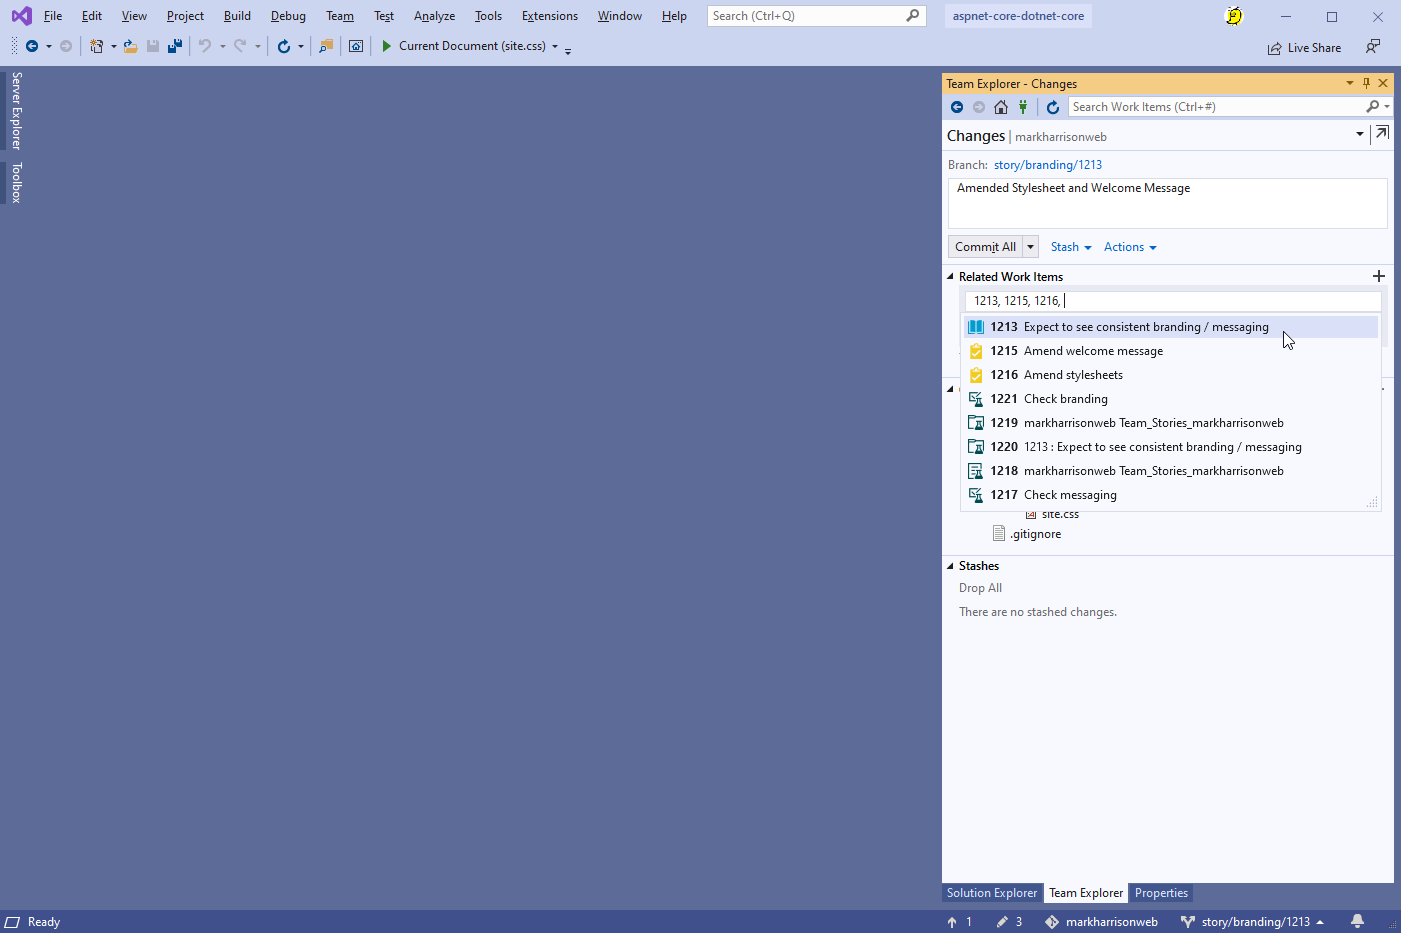 File Edit View Project Build Debug Team Test Analyze Tools Extensions Window Help Search (Ctrl+Q) aspnet-core-dotnet-core
Current Document (site.css) Live Share
Server Explorer
Toolbox
Team Explorer - Changes
Search Work Items (Ctrl+#)
Changes | markharrisonweb
Branch: story/branding/1213
Amended Stylesheet and Welcome Message
Commit All Stash Actions
Related Work Items
1213, 1215, 1216,
1213 Expect to see consistent branding / messaging
1215 Amend welcome message
1216 Amend stylesheets
1221 Check branding
1219 markharrisonweb Team_Stories_markharrisonweb
1220 1213 : Expect to see consistent branding / messaging
1218 markharrisonweb Team_Stories_markharrisonweb
1217 Check messaging
site.css
.gitignore
Stashes
Drop All
There are no stashed changes.
Solution Explorer Team Explorer Properties
Ready 1 3 markharrisonweb story/branding/1213